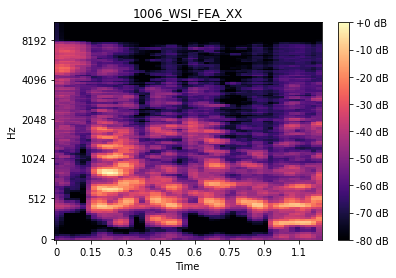 1006_WSI_FEA_XX
+0 dB
8192
-10 dB
4096
-20 dB
-30 dB
2048
Hz
-40 dB
1024
-50 dB
512
-60 dB
-70 dB
0
-80 dB
0 0.15 0.3 0.45 0.6 0.75 0.9 1.1
Time